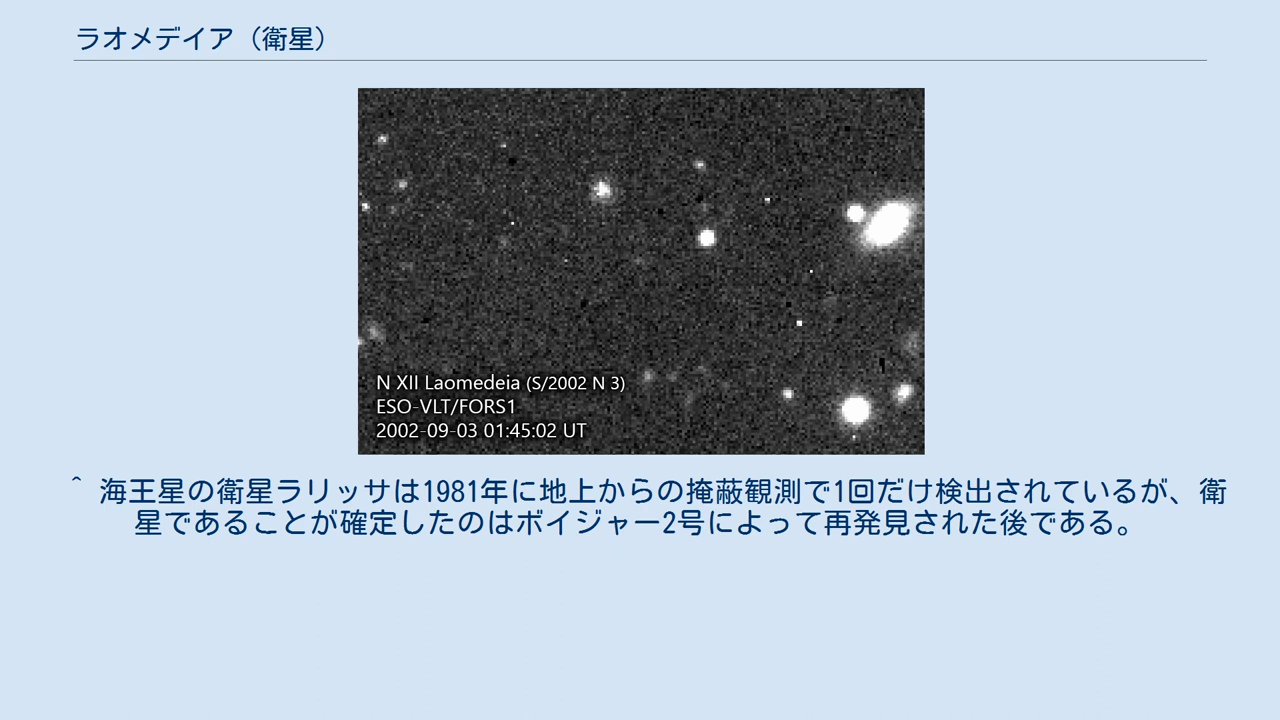 ラオメデイア（衛星）
N XII Laomedeia (S/2002 N 3)
ESO-VLT/FORS1
2002-09-03 01:45:02 UT
^ 海王星の衛星ラリッサは1981年に地上からの掩蔽観測で1回だけ検出されているが、衛
星であることが確定したのはボイジャー2号によって再発見された後である。